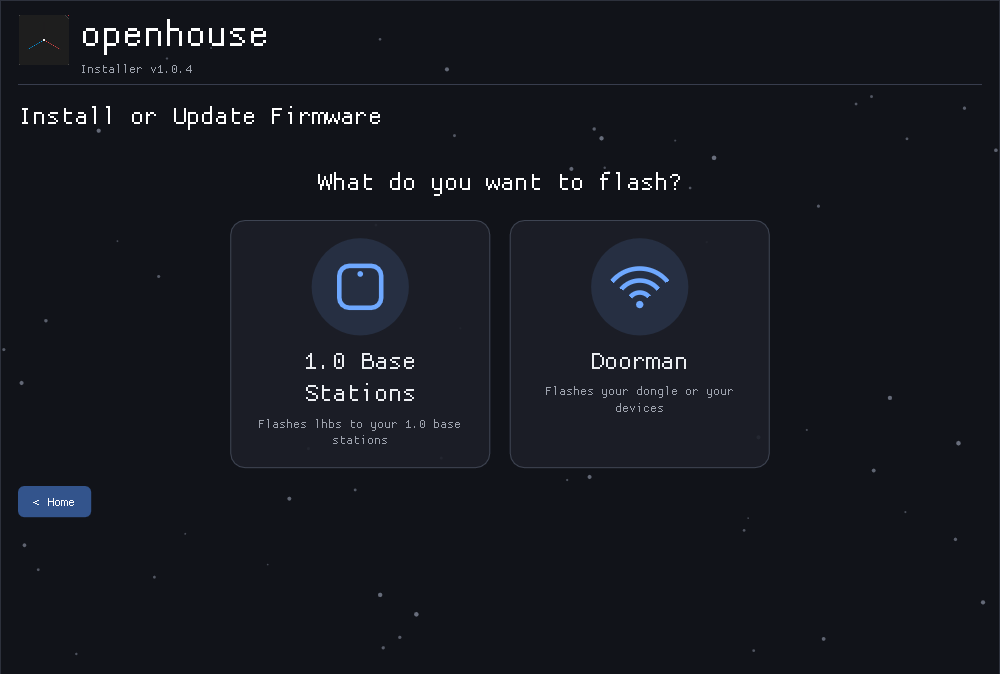 openhouse
Installer v1.0.4
Install or Update Firmware
What do you want to flash?
1.0 Base
Stations
Flashes lhbs to your 1.0 base
stations
Doorman
Flashes your dongle or your
devices
< Home